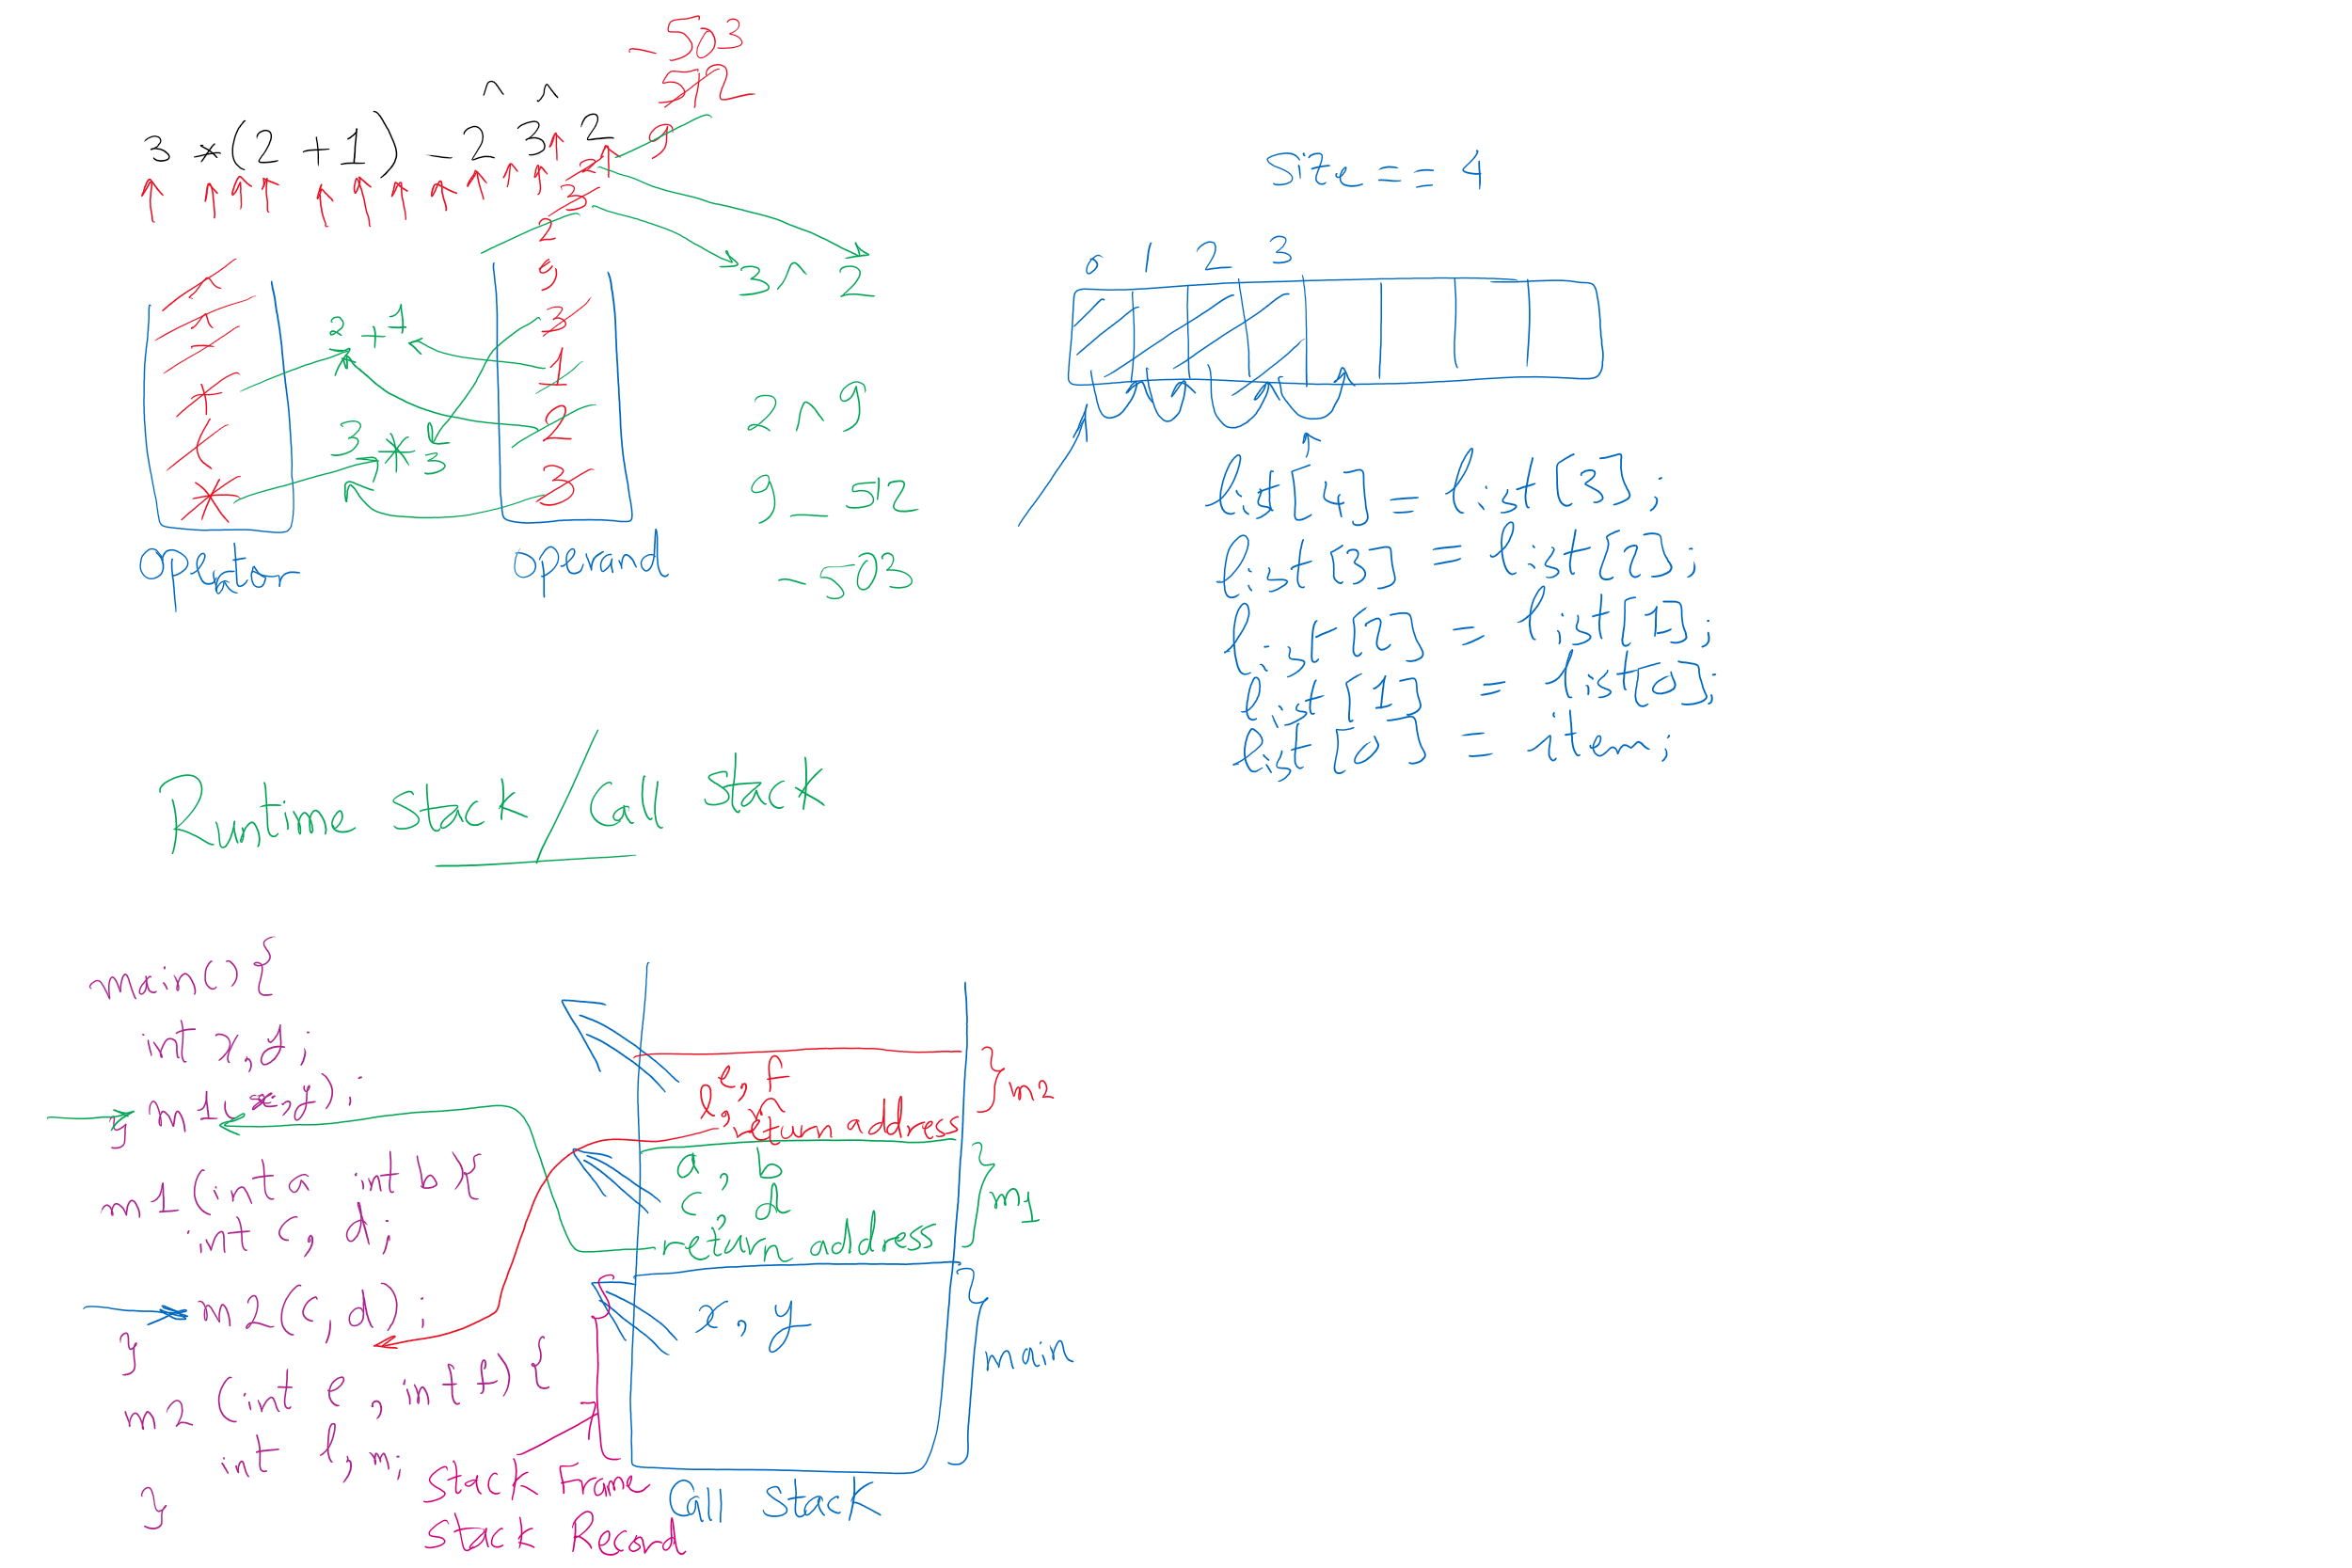 -503
512
^ ^
3 * (2 + 1) - 2 3 2 9
2
3
2
9
3
1
2
3
^
^
-
+
(
*
2 + 1
3 * 3
3 ^ 2
2 ^ 9
9 - 512
-503
operator
operand
Size == 4
0 1 2 3
list[4] = list[3];
list[3] = list[2];
list[2] = list[1];
list[1] = list[0];
list[0] = item;
Runtime Stack / Call Stack
main() {
int x, y;
m1(x, y);
}
m1 (int a int b) {
int c, d;
m2(c, d);
}
m2 (int e, int f) {
int l, m;
}
e, f
return address
m2
a, b
c, d
return address
m1
x, y
main
Stack Frame
Stack Record
Call Stack